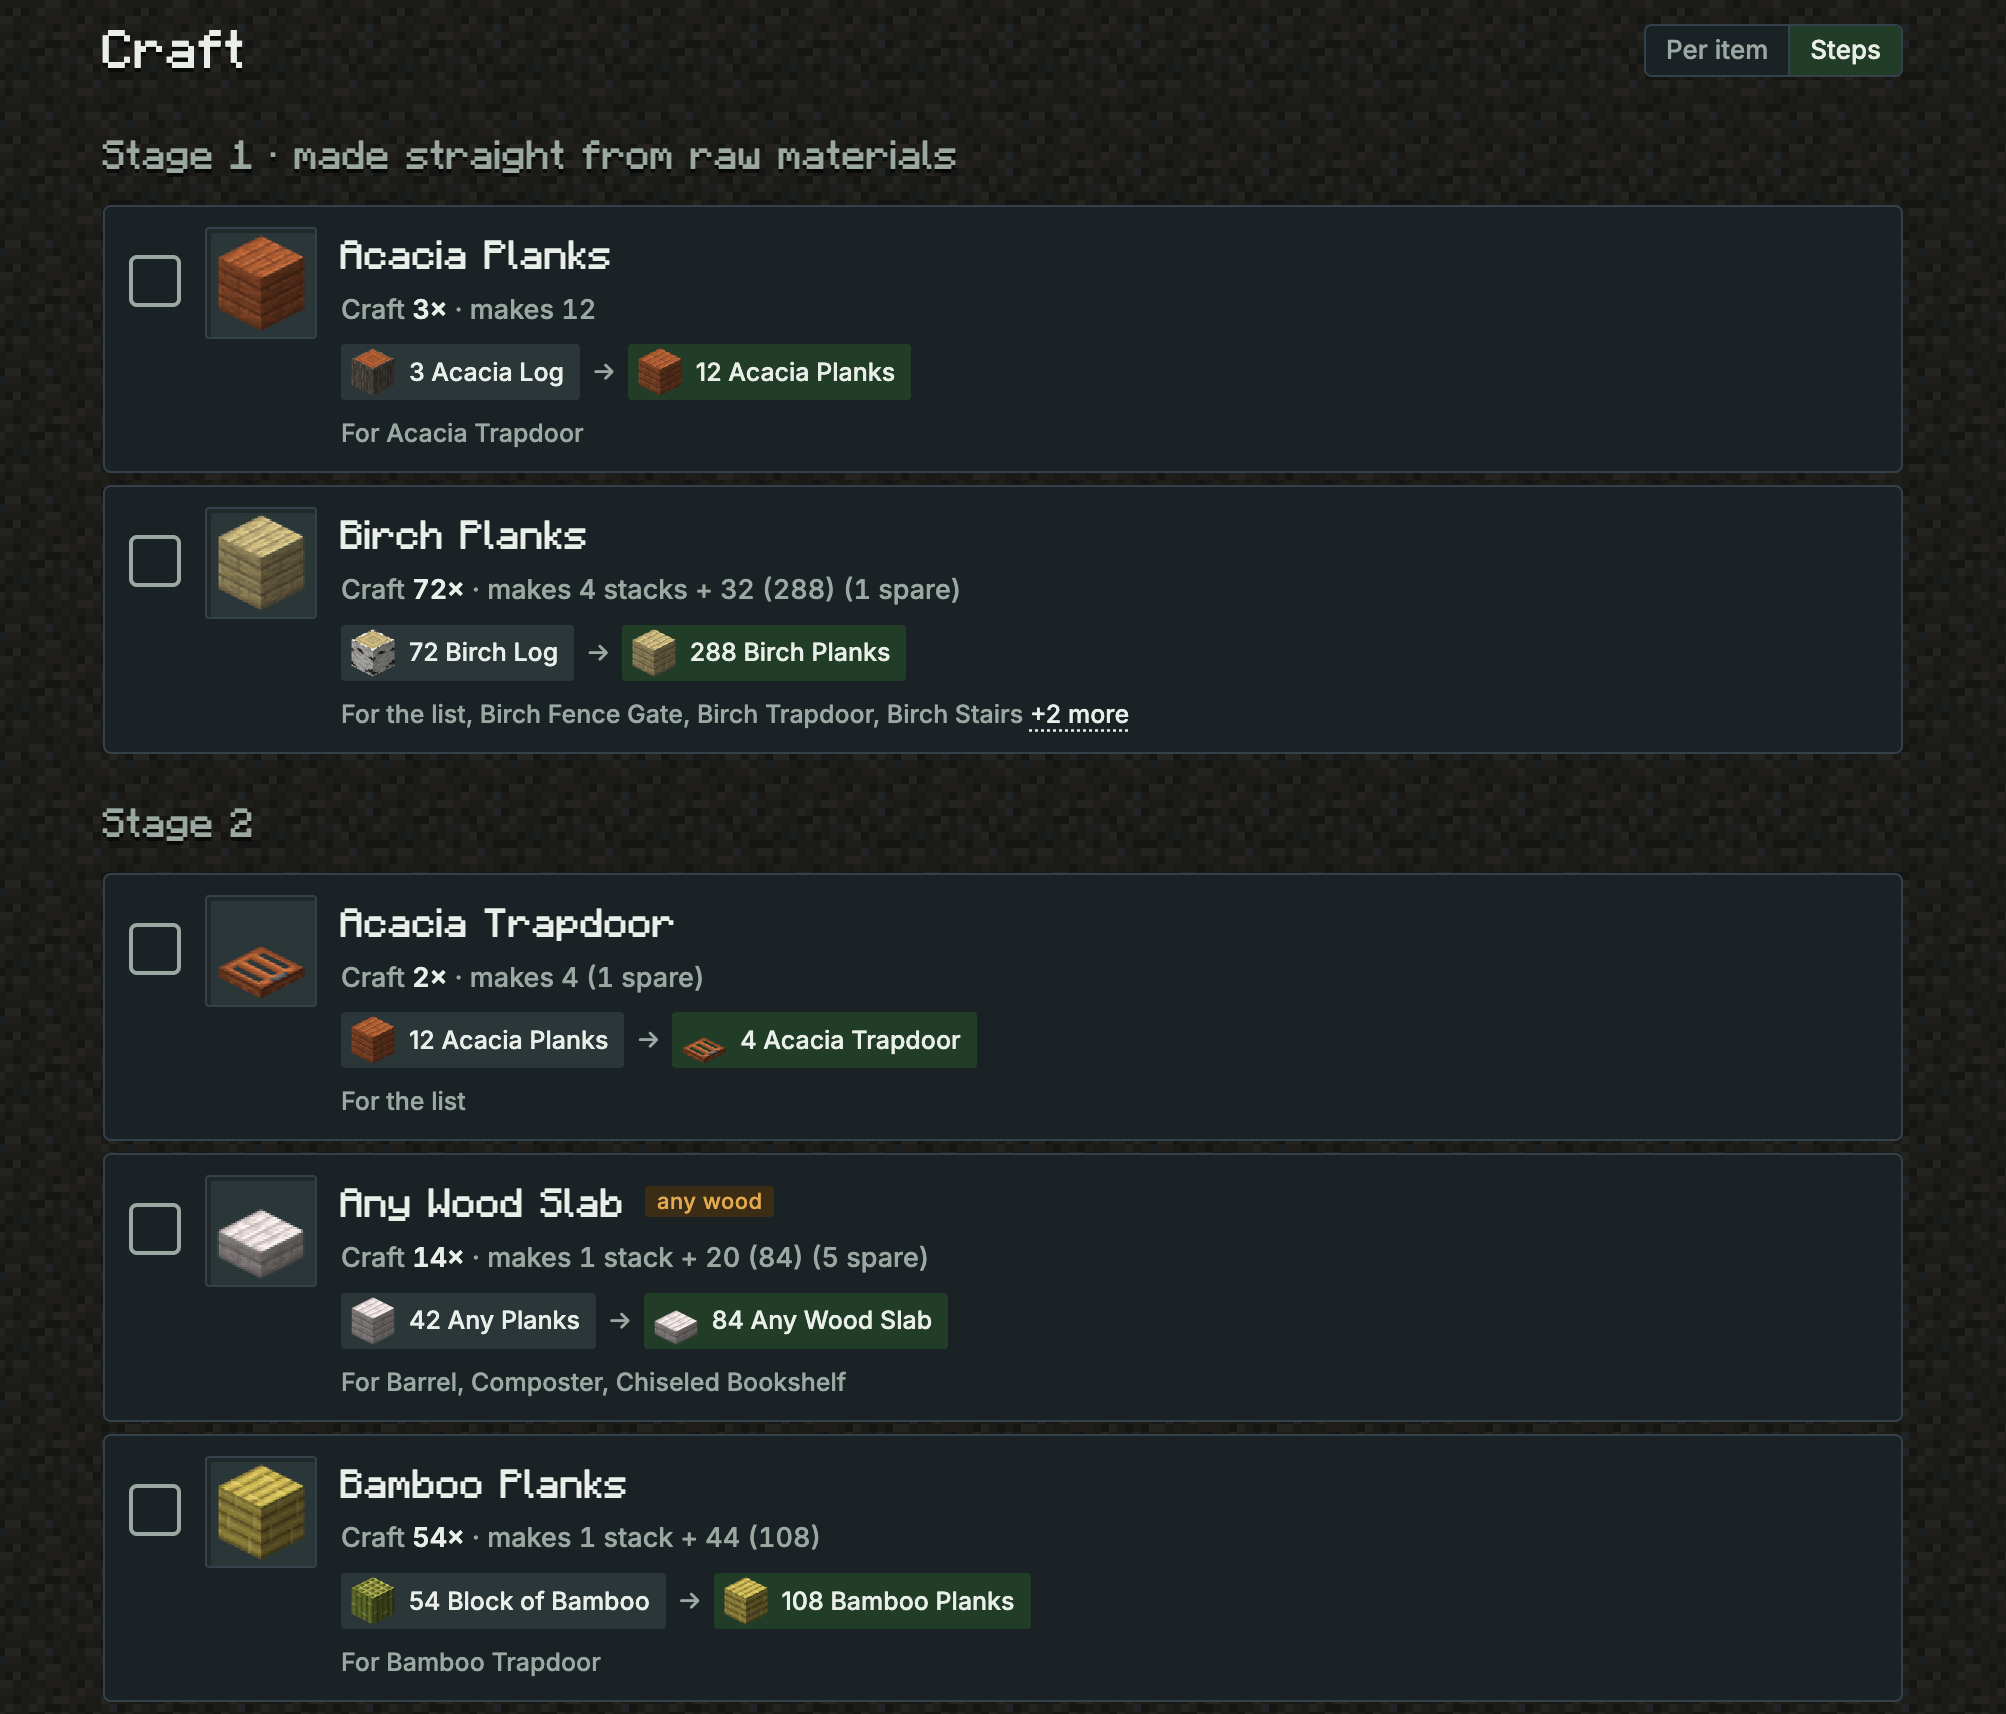 Craft
Per item Steps
Stage 1 · made straight from raw materials
Acacia Planks
Craft 3× · makes 12
3 Acacia Log → 12 Acacia Planks
For Acacia Trapdoor
Birch Planks
Craft 72× · makes 4 stacks + 32 (288) (1 spare)
72 Birch Log → 288 Birch Planks
For the list, Birch Fence Gate, Birch Trapdoor, Birch Stairs +2 more
Stage 2
Acacia Trapdoor
Craft 2× · makes 4 (1 spare)
12 Acacia Planks → 4 Acacia Trapdoor
For the list
Any Wood Slab any wood
Craft 14× · makes 1 stack + 20 (84) (5 spare)
42 Any Planks → 84 Any Wood Slab
For Barrel, Composter, Chiseled Bookshelf
Bamboo Planks
Craft 54× · makes 1 stack + 44 (108)
54 Block of Bamboo → 108 Bamboo Planks
For Bamboo Trapdoor